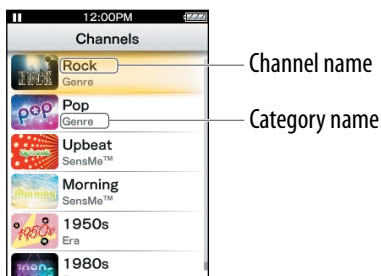 12:00PM
Channels
Rock
Genre
Channel name
Pop
Genre
Category name
Upbeat
SensMe™
Morning
SensMe™
1950s
Era
1980s